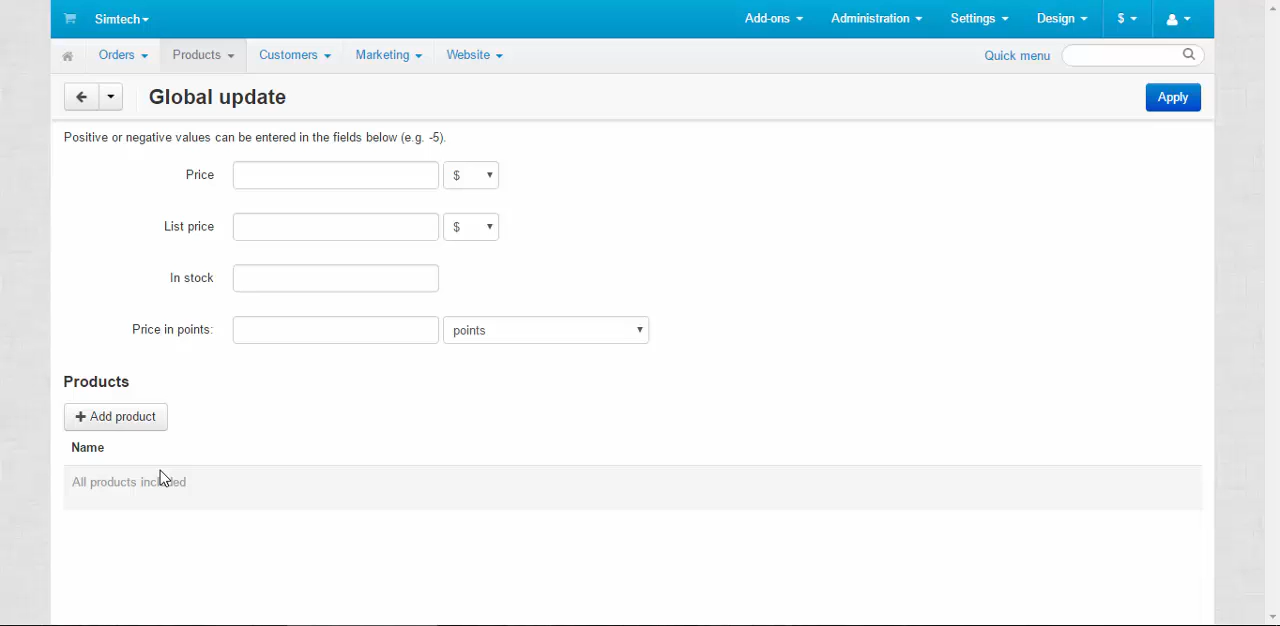 Simtech Add-ons Administration Settings Design $
Orders Products Customers Marketing Website Quick menu
Global update Apply
Positive or negative values can be entered in the fields below (e.g. -5).
Price $
List price $
In stock
Price in points: points
Products
+ Add product
Name
All products included